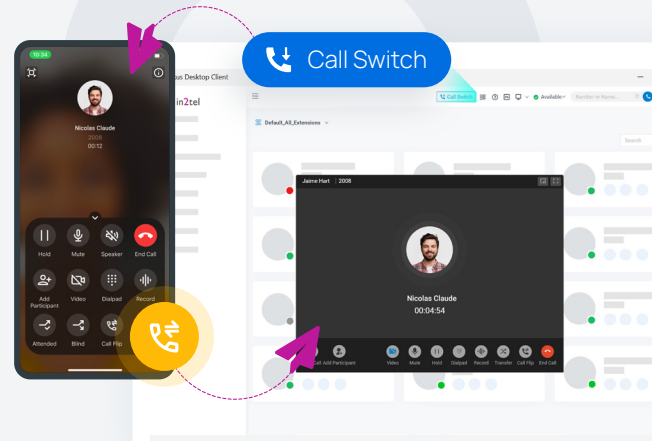 10:34
Nicolas Claude
2008
00:12
Hold
Mute
Speaker
End Call
Add Participant
Video
Dialpad
Record
Attended
Blind
Call Flip
Call Switch
Desktop Client
in2tel
Call Switch
Available
Number or Name...
Default_All_Extensions
Search
Jaime Hart | 2008
Nicolas Claude
00:04:54
Call
Add Participant
Video
Mute
Hold
Dialpad
Record
Transfer
Call Flip
End Call